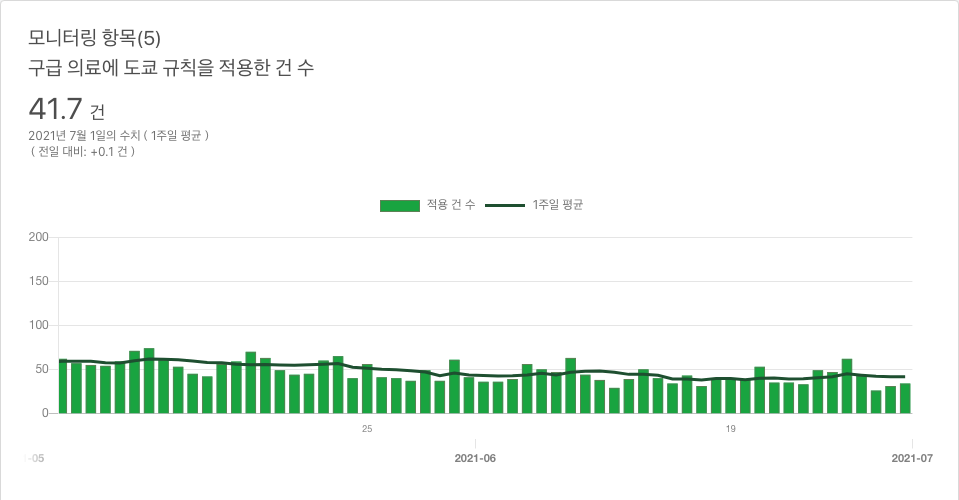 모니터링 항목(5)
구급 의료에 도쿄 규칙을 적용한 건 수
41.7 건
2021년 7월 1일의 수치 ( 1주일 평균 )
( 전일 대비: +0.1 건 )
적용 건 수 1주일 평균
200
150
100
50
0
25 19
-05 2021-06 2021-07